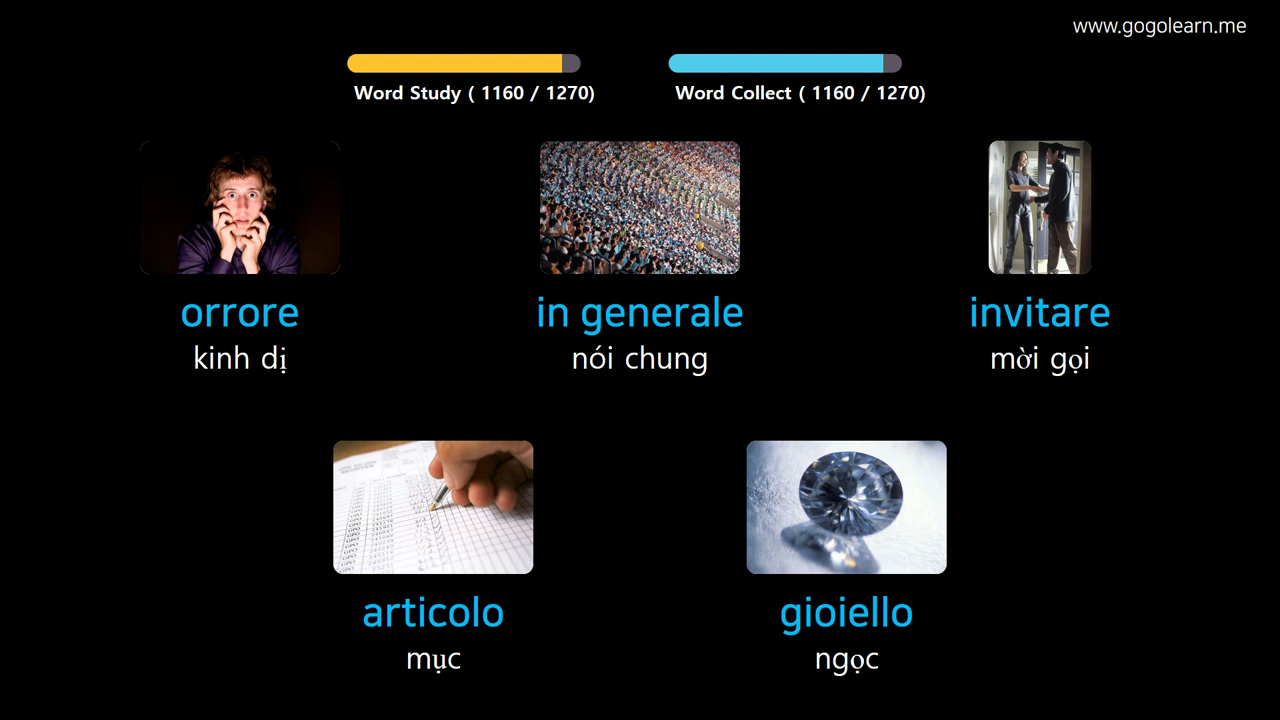 www.gogolearn.me
Word Study ( 1160 / 1270)
Word Collect ( 1160 / 1270)
orrore
kinh dị
in generale
nói chung
invitare
mời gọi
articolo
mục
gioiello
ngọc